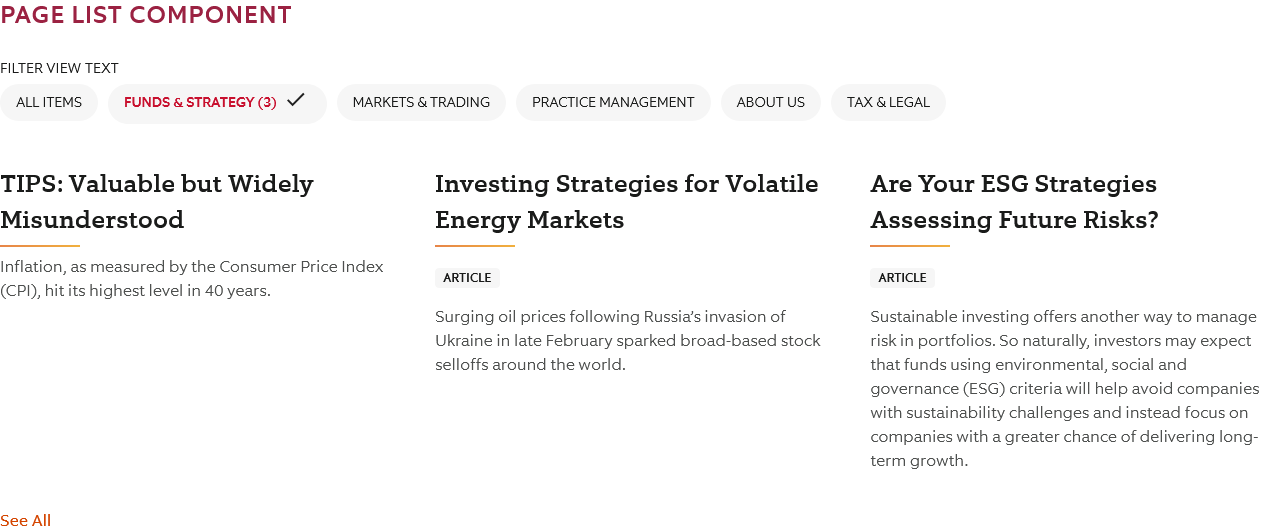 PAGE LIST COMPONENT
FILTER VIEW TEXT
ALL ITEMS
FUNDS & STRATEGY (3)
MARKETS & TRADING
PRACTICE MANAGEMENT
ABOUT US
TAX & LEGAL
TIPS: Valuable but Widely
Misunderstood
Inflation, as measured by the Consumer Price Index
(CPI), hit its highest level in 40 years.
Investing Strategies for Volatile
Energy Markets
ARTICLE
Surging oil prices following Russia’s invasion of
Ukraine in late February sparked broad-based stock
selloffs around the world.
Are Your ESG Strategies
Assessing Future Risks?
ARTICLE
Sustainable investing offers another way to manage
risk in portfolios. So naturally, investors may expect
that funds using environmental, social and
governance (ESG) criteria will help avoid companies
with sustainability challenges and instead focus on
companies with a greater chance of delivering long-
term growth.
See All